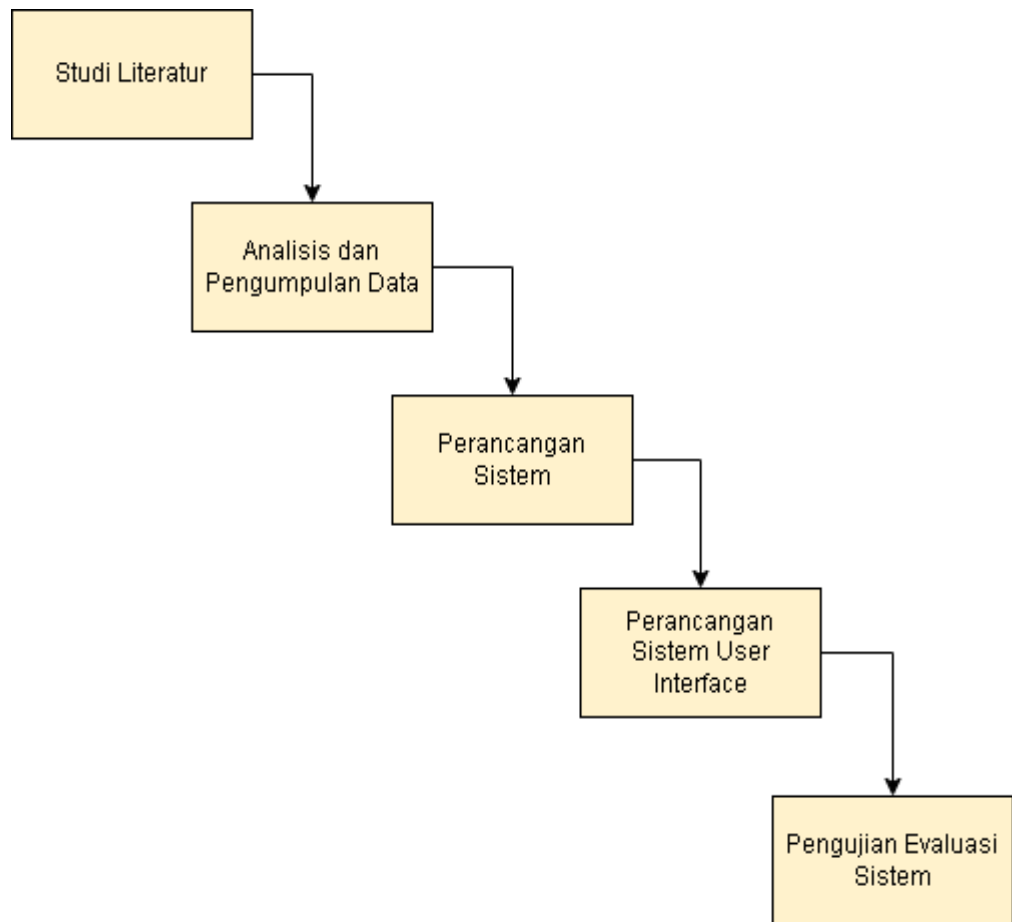 Studi Literatur
Analisis dan
Pengumpulan Data
Perancangan
Sistem
Perancangan
Sistem User
Interface
Pengujian Evaluasi
Sistem